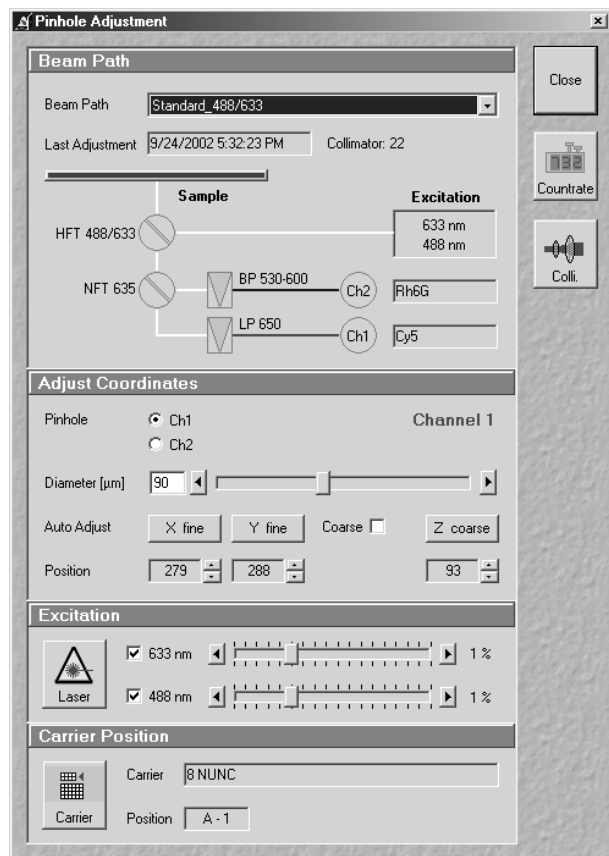 Pinhole Adjustment
Beam Path
Close
Beam Path Standard_488/633
Last Adjustment 9/24/2002 5:32:23 PM Collimator: 22
732
Countrate
Sample Excitation
HFT 488/633 633 nm
488 nm
Colli.
NFT 635 BP 530-600 Ch2 Rh6G
LP 650 Ch1 Cy5
Adjust Coordinates
Pinhole Ch1 Channel 1
Ch2
Diameter [µm] 90
Auto Adjust X fine Y fine Coarse Z coarse
Position 279 288 93
Excitation
633 nm 1 %
Laser 488 nm 1 %
Carrier Position
Carrier 8 NUNC
Carrier Position A - 1